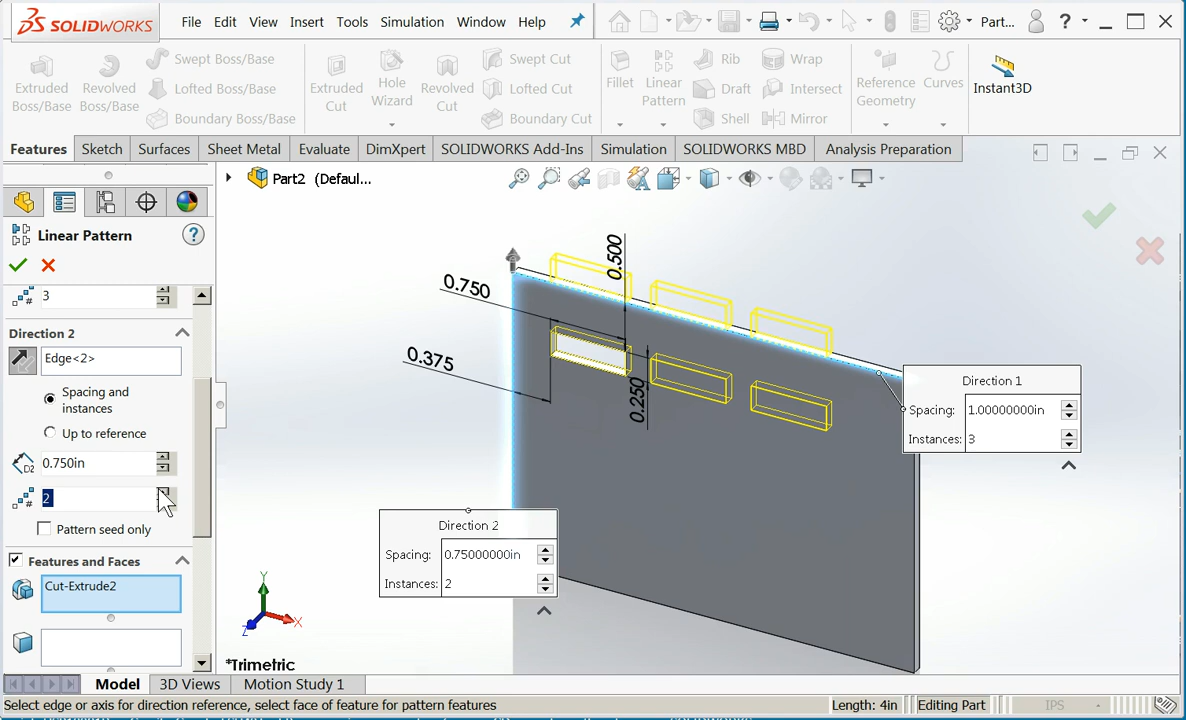 SOLIDWORKS File Edit View Insert Tools Simulation Window Help Part... ?
Extruded Boss/Base
Revolved Boss/Base
Swept Boss/Base
Lofted Boss/Base
Boundary Boss/Base
Extruded Cut
Hole Wizard
Revolved Cut
Swept Cut
Lofted Cut
Boundary Cut
Fillet
Linear Pattern
Rib
Draft
Shell
Wrap
Intersect
Mirror
Reference Geometry
Curves
Instant3D
Features Sketch Surfaces Sheet Metal Evaluate DimXpert SOLIDWORKS Add-Ins Simulation SOLIDWORKS MBD Analysis Preparation
Part2 (Defaul...
Linear Pattern ?
3
Direction 2
Edge<2>
Spacing and
instances
Up to reference
D2 0.750in
# 2
Pattern seed only
Features and Faces
Cut-Extrude2
0.500
0.750
0.375
0.250
Direction 1
Spacing: 1.00000000in
Instances: 3
Direction 2
Spacing: 0.75000000in
Instances: 2
Y
X
Z
*Trimetric
Model 3D Views Motion Study 1
Select edge or axis for direction reference, select face of feature for pattern features Length: 4in Editing Part IPS